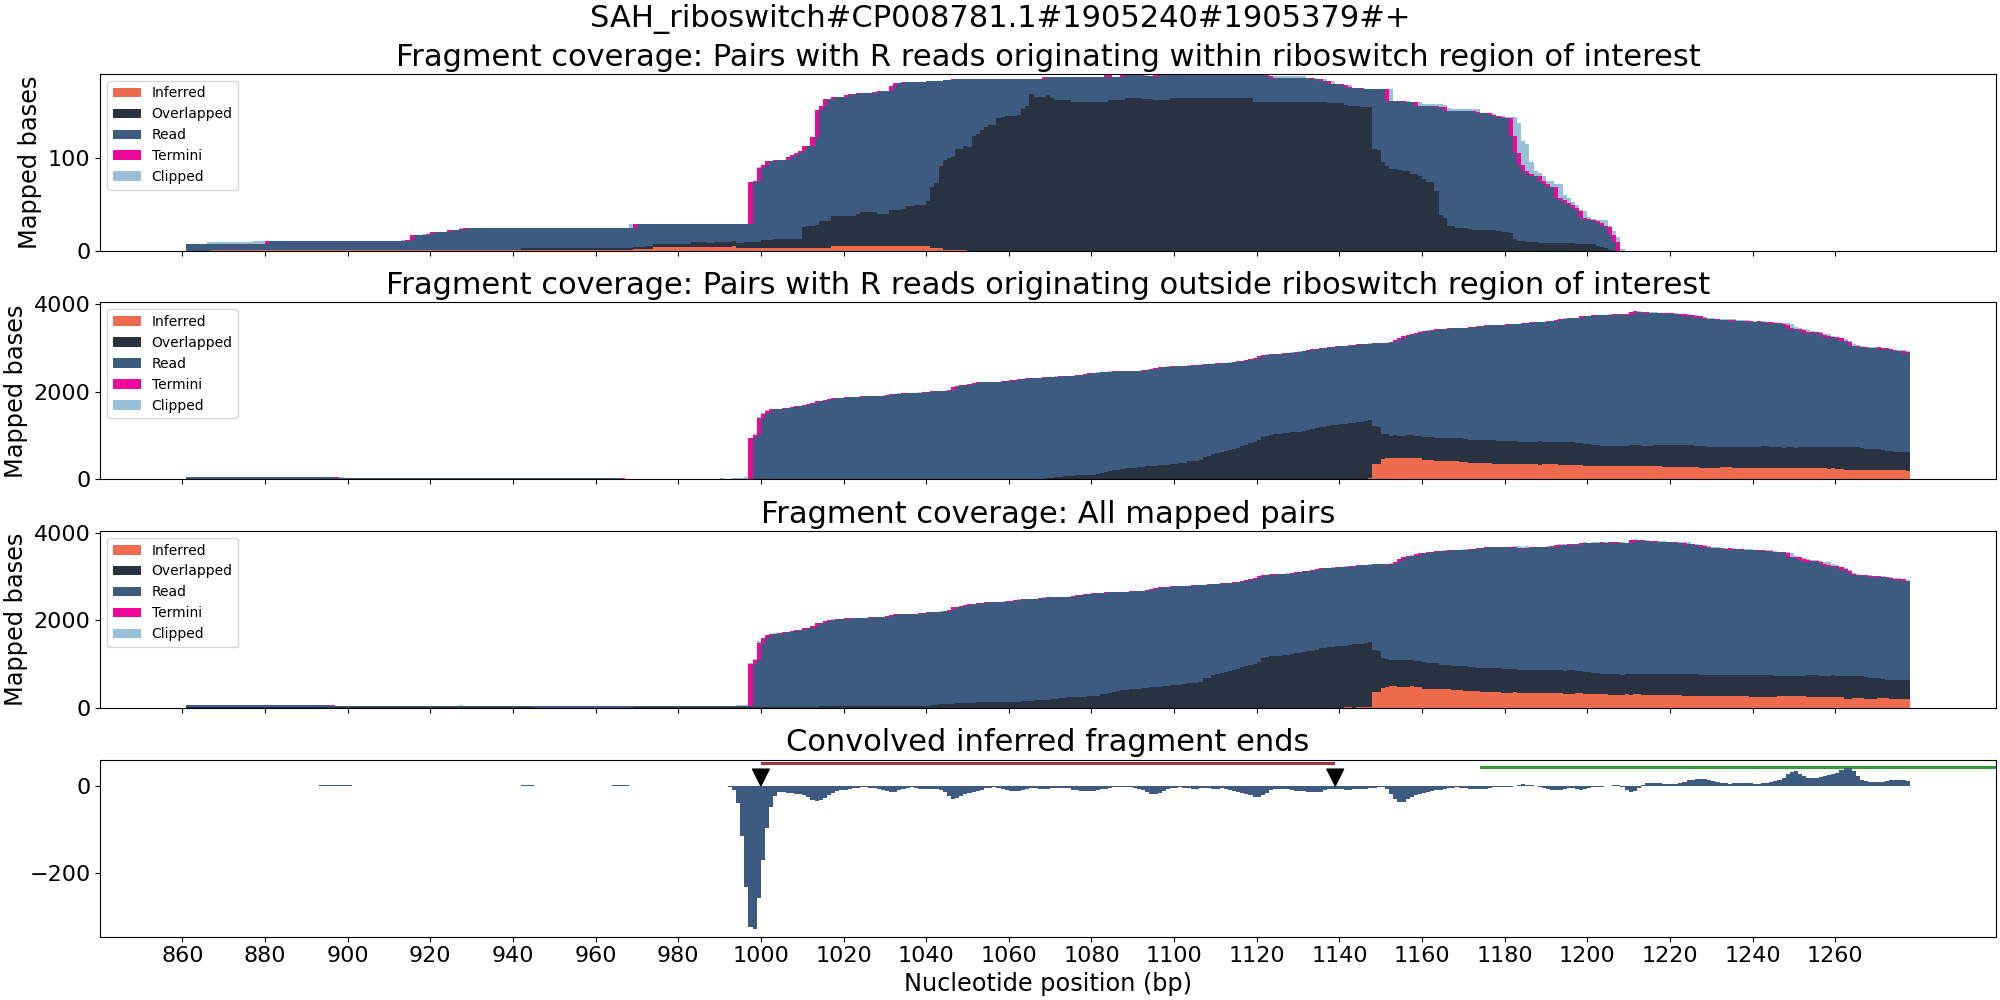 SAH_riboswitch#CP008781.1#1905240#1905379#+
Fragment coverage: Pairs with R reads originating within riboswitch region of interest
Mapped bases
100
0
Inferred
Overlapped
Read
Termini
Clipped
Fragment coverage: Pairs with R reads originating outside riboswitch region of interest
Mapped bases
4000
2000
0
Inferred
Overlapped
Read
Termini
Clipped
Fragment coverage: All mapped pairs
Mapped bases
4000
2000
0
Inferred
Overlapped
Read
Termini
Clipped
Convolved inferred fragment ends
0
−200
860 880 900 920 940 960 980 1000 1020 1040 1060 1080 1100 1120 1140 1160 1180 1200 1220 1240 1260
Nucleotide position (bp)